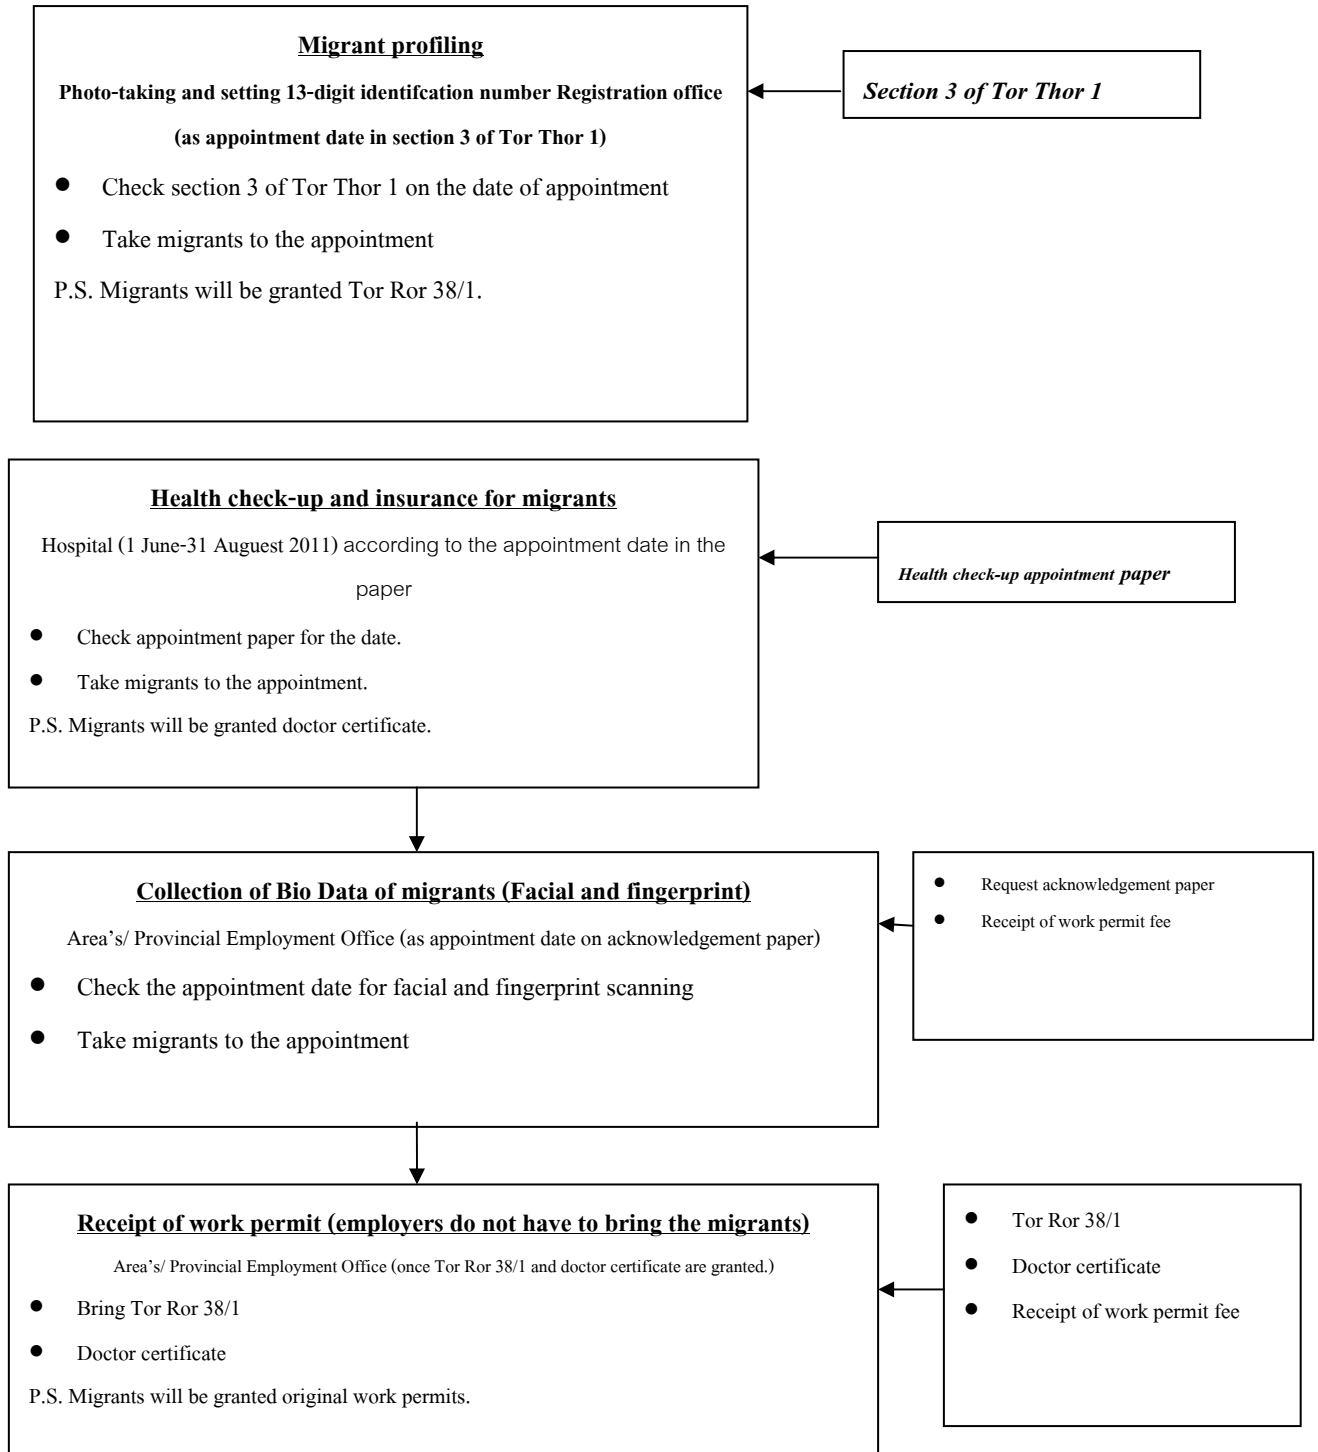 Migrant profiling
Photo-taking and setting 13-digit identifcation number Registration office
(as appointment date in section 3 of Tor Thor 1)
● Check section 3 of Tor Thor 1 on the date of appointment
● Take migrants to the appointment
P.S. Migrants will be granted Tor Ror 38/1.
Section 3 of Tor Thor 1
Health check-up and insurance for migrants
Hospital (1 June-31 Auguest 2011) according to the appointment date in the
paper
● Check appointment paper for the date.
● Take migrants to the appointment.
P.S. Migrants will be granted doctor certificate.
Health check-up appointment paper
Collection of Bio Data of migrants (Facial and fingerprint)
Area's/ Provincial Employment Office (as appointment date on acknowledgement paper)
● Check the appointment date for facial and fingerprint scanning
● Take migrants to the appointment
● Request acknowledgement paper
● Receipt of work permit fee
Receipt of work permit (employers do not have to bring the migrants)
Area's/ Provincial Employment Office (once Tor Ror 38/1 and doctor certificate are granted.)
● Bring Tor Ror 38/1
● Doctor certificate
P.S. Migrants will be granted original work permits.
● Tor Ror 38/1
● Doctor certificate
● Receipt of work permit fee